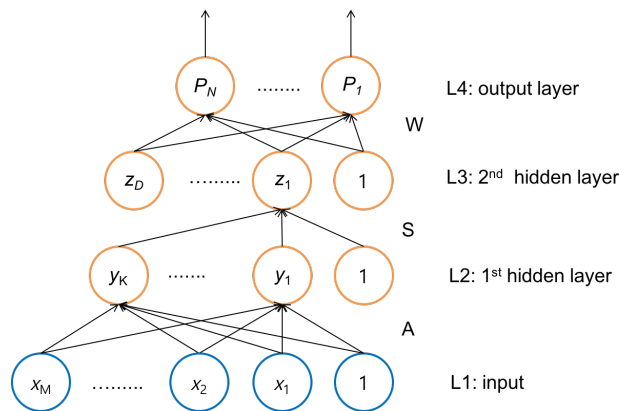 P_N ........ P_1 L4: output layer
W
z_D ......... z_1 1 L3: 2nd hidden layer
S
y_K ....... y_1 1 L2: 1st hidden layer
A
x_M ......... x_2 x_1 1 L1: input